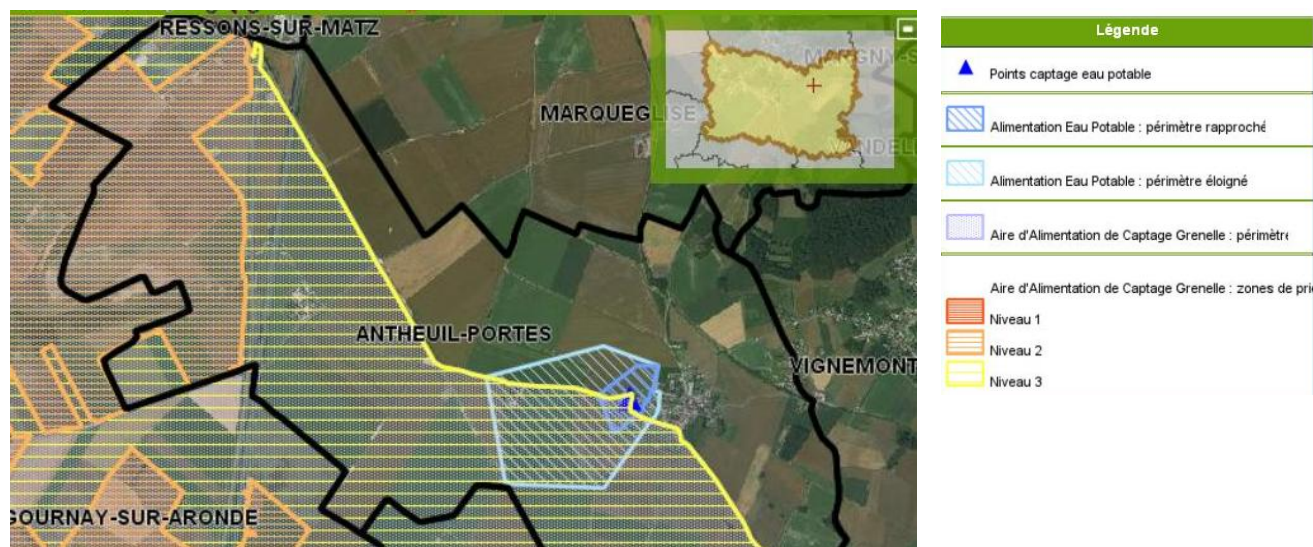 RESSONS-SUR-MATZ
MARQUEGLISE
ANTHEUIL-PORTES
VIGNEMONT
GOURNAY-SUR-ARONDE
Légende
Points captage eau potable
Alimentation Eau Potable : périmètre rapproché
Alimentation Eau Potable : périmètre éloigné
Aire d'Alimentation de Captage Grenelle : périmètre
Aire d'Alimentation de Captage Grenelle : zones de pri
Niveau 1
Niveau 2
Niveau 3